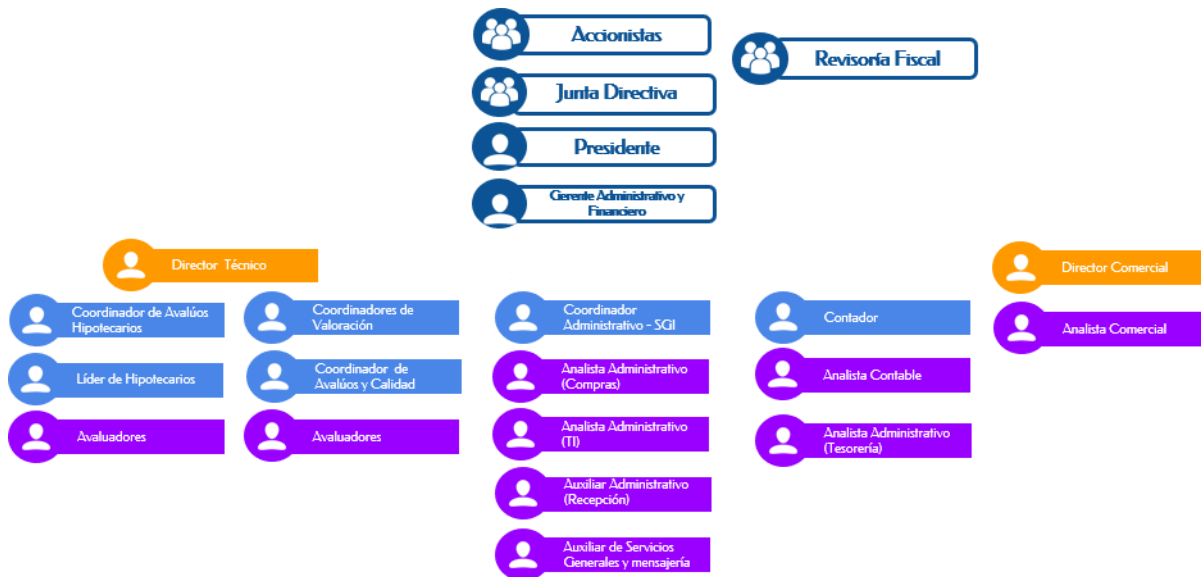 Accionistas
Revisoría Fiscal
Junta Directiva
Presidente
Gerente Administrativo y
Financiero
Director Técnico
Coordinador de Avalúos
Hipotecarios
Líder de Hipotecarios
Avaluadores
Coordinadores de
Valoración
Coordinador de
Avalúos y Calidad
Avaluadores
Coordinador
Administrativo - SGI
Analista Administrativo
(Compras)
Analista Administrativo
(TI)
Auxiliar Administrativo
(Recepción)
Auxiliar de Servicios
Generales y mensajería
Contador
Analista Contable
Analista Administrativo
(Tesorería)
Director Comercial
Analista Comercial